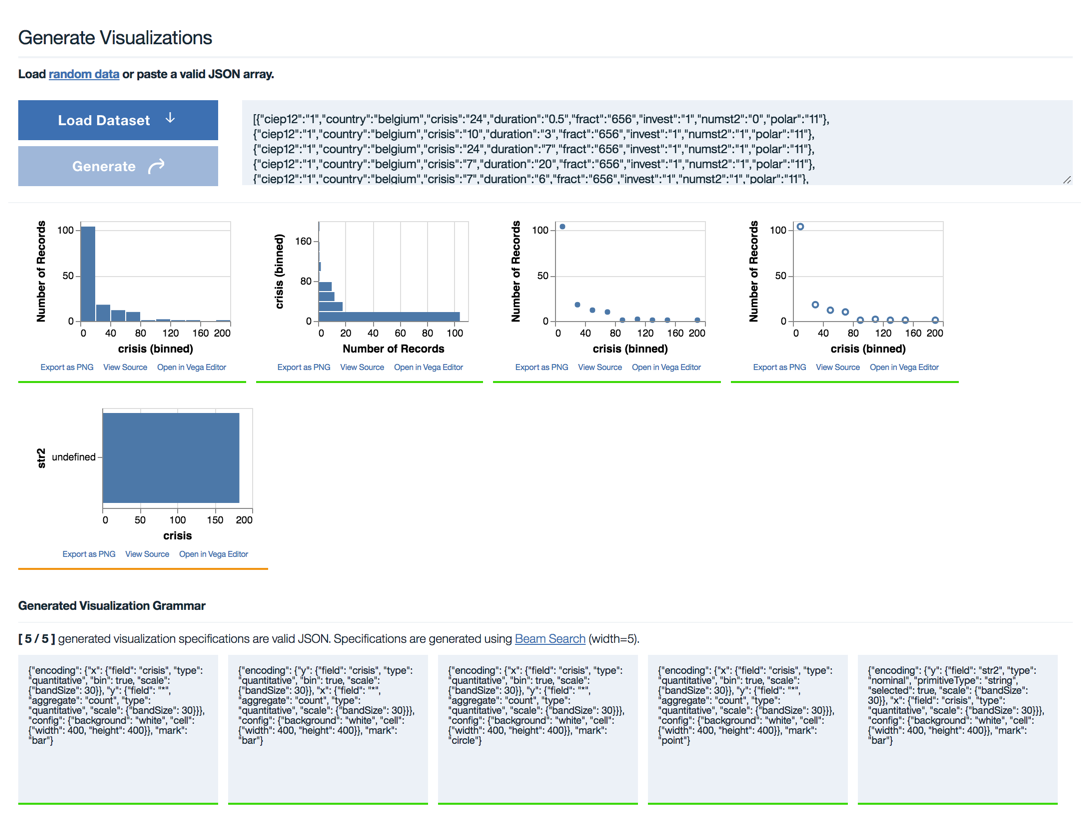 Generate Visualizations
Load random data or paste a valid JSON array.
Load Dataset
Generate
[{"ciep12":"1","country":"belgium","crisis":"24","duration":"0.5","fract":"656","invest":"1","numst2":"0","polar":"11"},
{"ciep12":"1","country":"belgium","crisis":"10","duration":"3","fract":"656","invest":"1","numst2":"1","polar":"11"},
{"ciep12":"1","country":"belgium","crisis":"24","duration":"7","fract":"656","invest":"1","numst2":"1","polar":"11"},
{"ciep12":"1","country":"belgium","crisis":"7","duration":"20","fract":"656","invest":"1","numst2":"1","polar":"11"},
{"ciep12":"1","country":"belgium","crisis":"7","duration":"6","fract":"656","invest":"1","numst2":"1","polar":"11"},
Number of Records
100
50
0
0 40 80 120 160 200
crisis (binned)
Export as PNG View Source Open in Vega Editor
crisis (binned)
160
80
0
0 20 40 60 80 100
Number of Records
Export as PNG View Source Open in Vega Editor
Number of Records
100
50
0
0 40 80 120 160 200
crisis (binned)
Export as PNG View Source Open in Vega Editor
Number of Records
100
50
0
0 40 80 120 160 200
crisis (binned)
Export as PNG View Source Open in Vega Editor
str2
undefined
0 50 100 150 200
crisis
Export as PNG View Source Open in Vega Editor
Generated Visualization Grammar
[ 5 / 5 ] generated visualization specifications are valid JSON. Specifications are generated using Beam Search (width=5).
{"encoding": {"x": {"field": "crisis", "type":
"quantitative", "bin": true, "scale":
{"bandSize": 30}}, "y": {"field": "*",
"aggregate": "count", "type":
"quantitative", "scale": {"bandSize": 30}}},
"config": {"background": "white", "cell":
{"width": 400, "height": 400}}, "mark":
"bar"}
{"encoding": {"y": {"field": "crisis", "type":
"quantitative", "bin": true, "scale":
{"bandSize": 30}}, "x": {"field": "*",
"aggregate": "count", "type":
"quantitative", "scale": {"bandSize": 30}}},
"config": {"background": "white", "cell":
{"width": 400, "height": 400}}, "mark":
"bar"}
{"encoding": {"x": {"field": "crisis", "type":
"quantitative", "bin": true, "scale":
{"bandSize": 30}}, "y": {"field": "*",
"aggregate": "count", "type":
"quantitative", "scale": {"bandSize": 30}}},
"config": {"background": "white", "cell":
{"width": 400, "height": 400}}, "mark":
"circle"}
{"encoding": {"x": {"field": "crisis", "type":
"quantitative", "bin": true, "scale":
{"bandSize": 30}}, "y": {"field": "*",
"aggregate": "count", "type":
"quantitative", "scale": {"bandSize": 30}}},
"config": {"background": "white", "cell":
{"width": 400, "height": 400}}, "mark":
"point"}
{"encoding": {"y": {"field": "str2", "type":
"nominal", "primitiveType": "string",
"selected": true, "scale": {"bandSize":
30}}, "x": {"field": "crisis", "type":
"quantitative", "scale": {"bandSize": 30}}},
"config": {"background": "white", "cell":
{"width": 400, "height": 400}}, "mark":
"bar"}